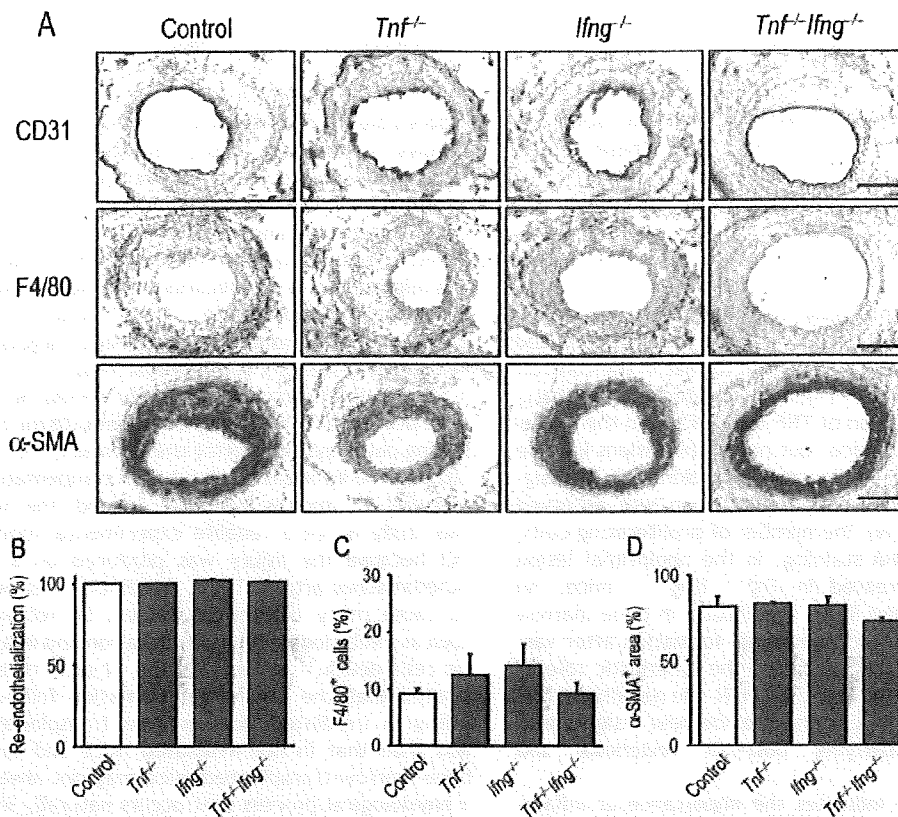 A
Control
Tnf–/–
Ifng–/–
Tnf–/–Ifng–/–
CD31
F4/80
α-SMA
B
Re-endothelialization (%)
100
50
0
Control
Tnf–/–
Ifng–/–
Tnf–/–Ifng–/–
C
F4/80+ cells (%)
30
20
10
0
Control
Tnf–/–
Ifng–/–
Tnf–/–Ifng–/–
D
α-SMA+ area (%)
100
50
0
Control
Tnf–/–
Ifng–/–
Tnf–/–Ifng–/–